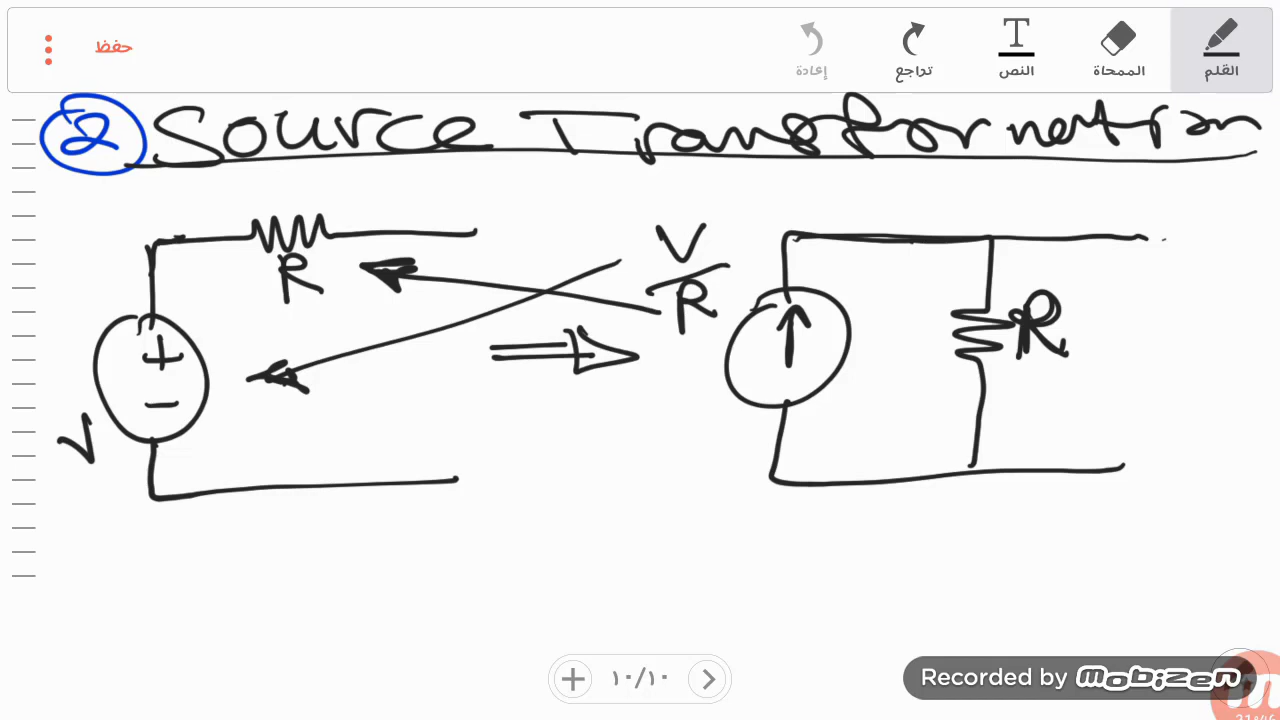 حفظ
إعادة
تراجع
T
النص
الممحاة
القلم
2 Source Transformation
R
V
R
R
+
V
١٠/١٠
Recorded by mobizen